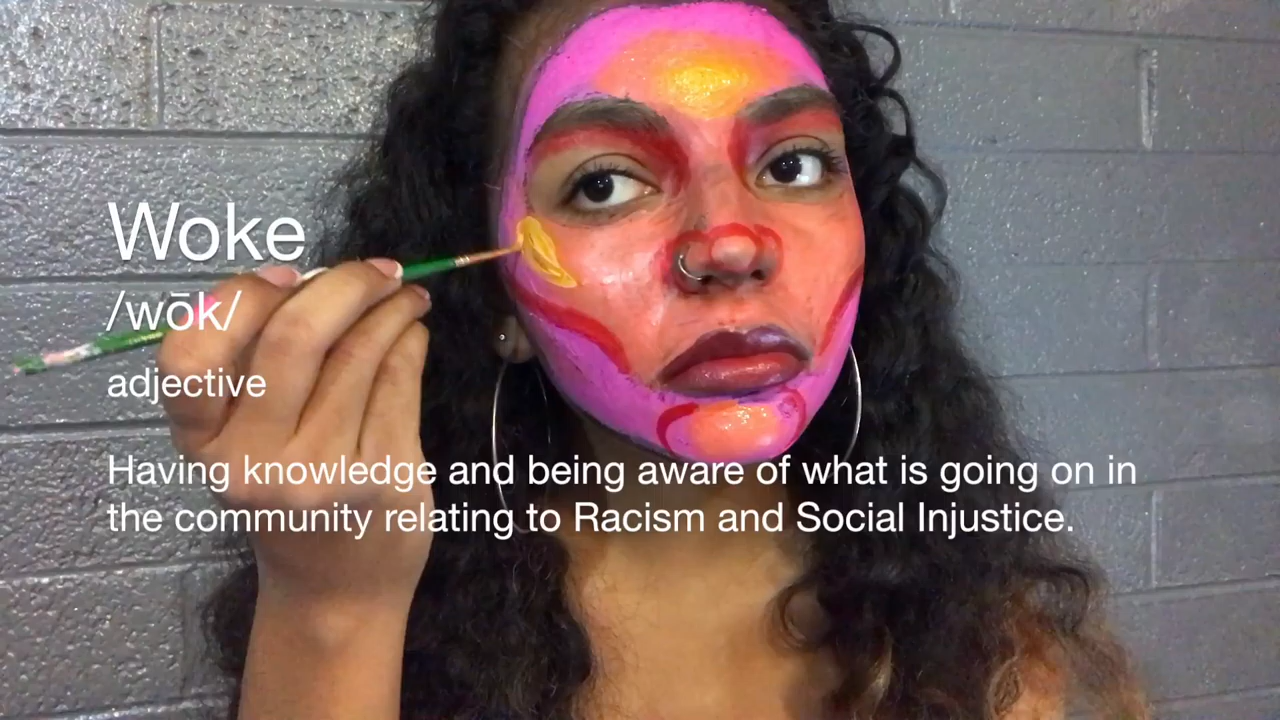 Woke
/wōk/
adjective
Having knowledge and being aware of what is going on in
the community relating to Racism and Social Injustice.